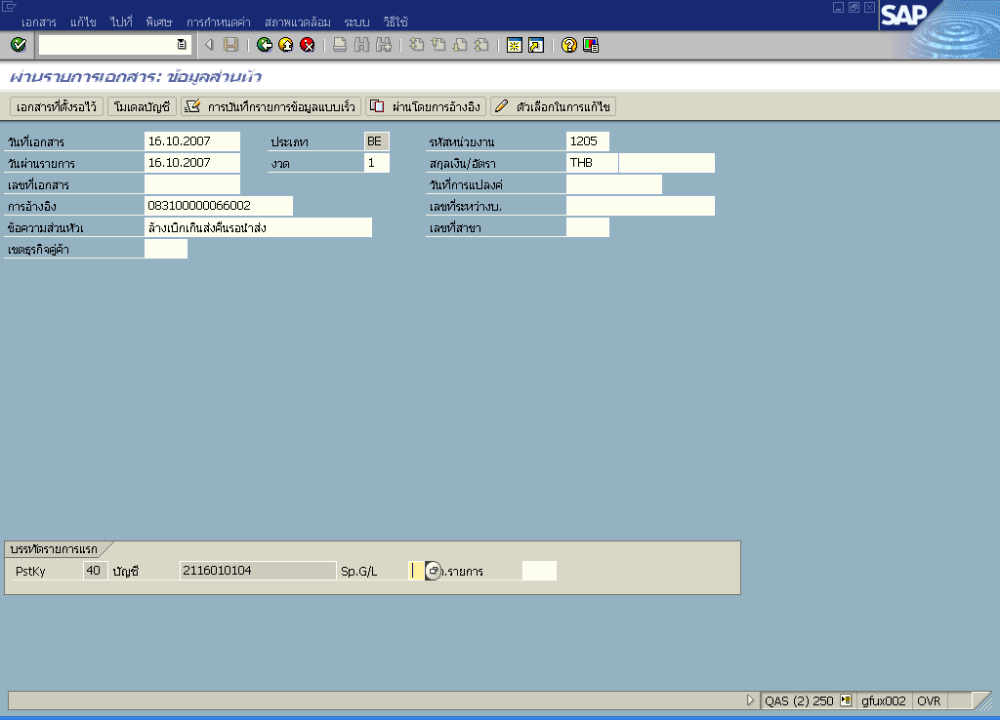 เอกสาร แก้ไข ไปที่ พิเศษ การกำหนดค่า สภาพแวดล้อม ระบบ วิธีใช้
SAP
ผ่านรายการเอกสาร: ข้อมูลส่วนหัว
เอกสารที่ตั้งรอไว้ โมเดลบัญชี การบันทึกรายการข้อมูลแบบเร็ว ผ่านโดยการอ้างอิง ตัวเลือกในการแก้ไข
วันที่เอกสาร 16.10.2007 ประเภท BE รหัสหน่วยงาน 1205
วันผ่านรายการ 16.10.2007 งวด 1 สกุลเงิน/อัตรา THB
เลขที่เอกสาร วันที่การแปลงค่
การอ้างอิง 083100000066002 เลขที่ระหว่างบ.
ข้อความส่วนหัวเ ล้างเบิกเกินส่งคืนรอนำส่ง เลขที่สาขา
เขตธุรกิจคู่ค้า
บรรทัดรายการแรก
PstKy 40 บัญชี 2116010104 Sp.G/L ท.รายการ
QAS (2) 250 gfux002 OVR